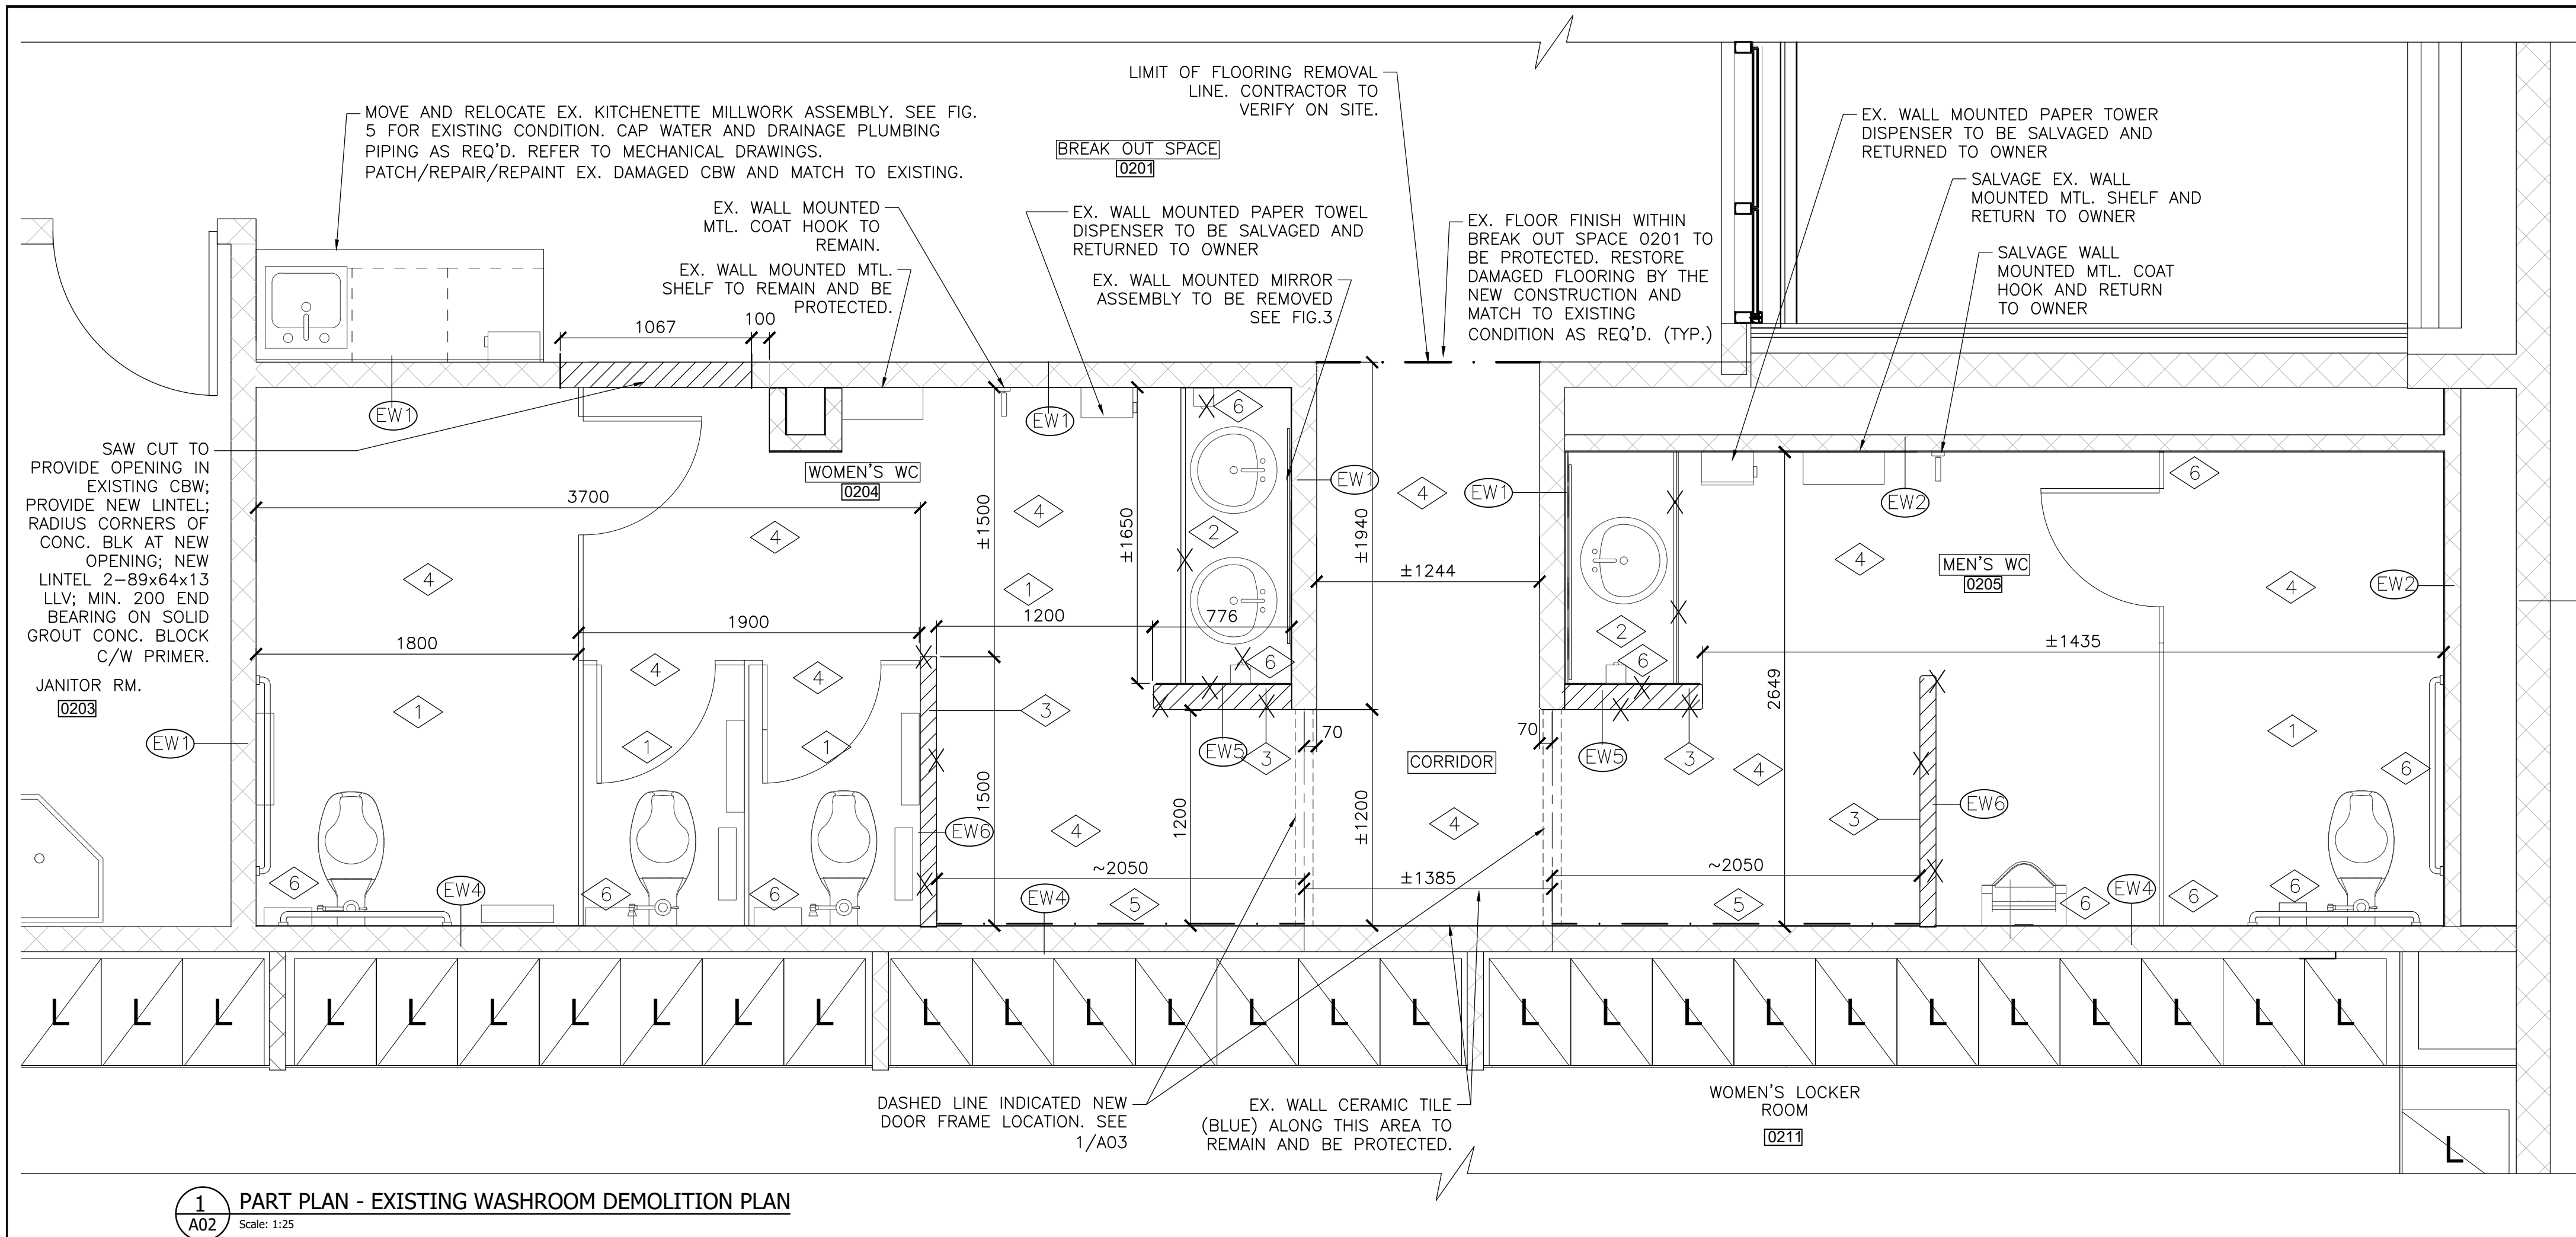 LIMIT OF FLOORING REMOVAL
LINE. CONTRACTOR TO
VERIFY ON SITE.
MOVE AND RELOCATE EX. KITCHENETTE MILLWORK ASSEMBLY. SEE FIG.
5 FOR EXISTING CONDITION. CAP WATER AND DRAINAGE PLUMBING
PIPING AS REQ'D. REFER TO MECHANICAL DRAWINGS.
PATCH/REPAIR/REPAINT EX. DAMAGED CBW AND MATCH TO EXISTING.
BREAK OUT SPACE
0201
EX. WALL MOUNTED PAPER TOWER
DISPENSER TO BE SALVAGED AND
RETURNED TO OWNER
SALVAGE EX. WALL
MOUNTED MTL. SHELF AND
RETURN TO OWNER
SALVAGE WALL
MOUNTED MTL. COAT
HOOK AND RETURN
TO OWNER
EX. WALL MOUNTED
MTL. COAT HOOK TO
REMAIN.
EX. WALL MOUNTED MTL.
SHELF TO REMAIN AND BE
PROTECTED.
EX. WALL MOUNTED PAPER TOWEL
DISPENSER TO BE SALVAGED AND
RETURNED TO OWNER
EX. WALL MOUNTED MIRROR
ASSEMBLY TO BE REMOVED
SEE FIG.3
EX. FLOOR FINISH WITHIN
BREAK OUT SPACE 0201 TO
BE PROTECTED. RESTORE
DAMAGED FLOORING BY THE
NEW CONSTRUCTION AND
MATCH TO EXISTING
CONDITION AS REQ'D. (TYP.)
1067
100
EW1
EW1
6
SAW CUT TO
PROVIDE OPENING IN
EXISTING CBW;
PROVIDE NEW LINTEL;
RADIUS CORNERS OF
CONC. BLK AT NEW
OPENING; NEW
LINTEL 2-89x64x13
LLV; MIN. 200 END
BEARING ON SOLID
GROUT CONC. BLOCK
C/W PRIMER.
JANITOR RM.
0203
WOMEN'S WC
0204
3700
4
4
4
±1500
±1650
2
1
EW1
4
EW1
±1940
±1244
EW2
6
4
MEN'S WC
0205
4
EW2
1800
1900
1200
776
2
6
6
±1435
4
4
1
1
1
3
EW1
EW6
1500
4
1200
EW5
3
70
±1200
CORRIDOR
4
70
EW5
3
4
2649
3
EW6
1
6
6
EW4
6
6
~2050
EW4
5
±1385
~2050
5
6
EW4
6
6
L L L L L L L L L L L L L L L L L L L L L L L L L L L L
DASHED LINE INDICATED NEW
DOOR FRAME LOCATION. SEE
1/A03
EX. WALL CERAMIC TILE
(BLUE) ALONG THIS AREA TO
REMAIN AND BE PROTECTED.
WOMEN'S LOCKER
ROOM
0211
L
1
A02
PART PLAN - EXISTING WASHROOM DEMOLITION PLAN
Scale: 1:25